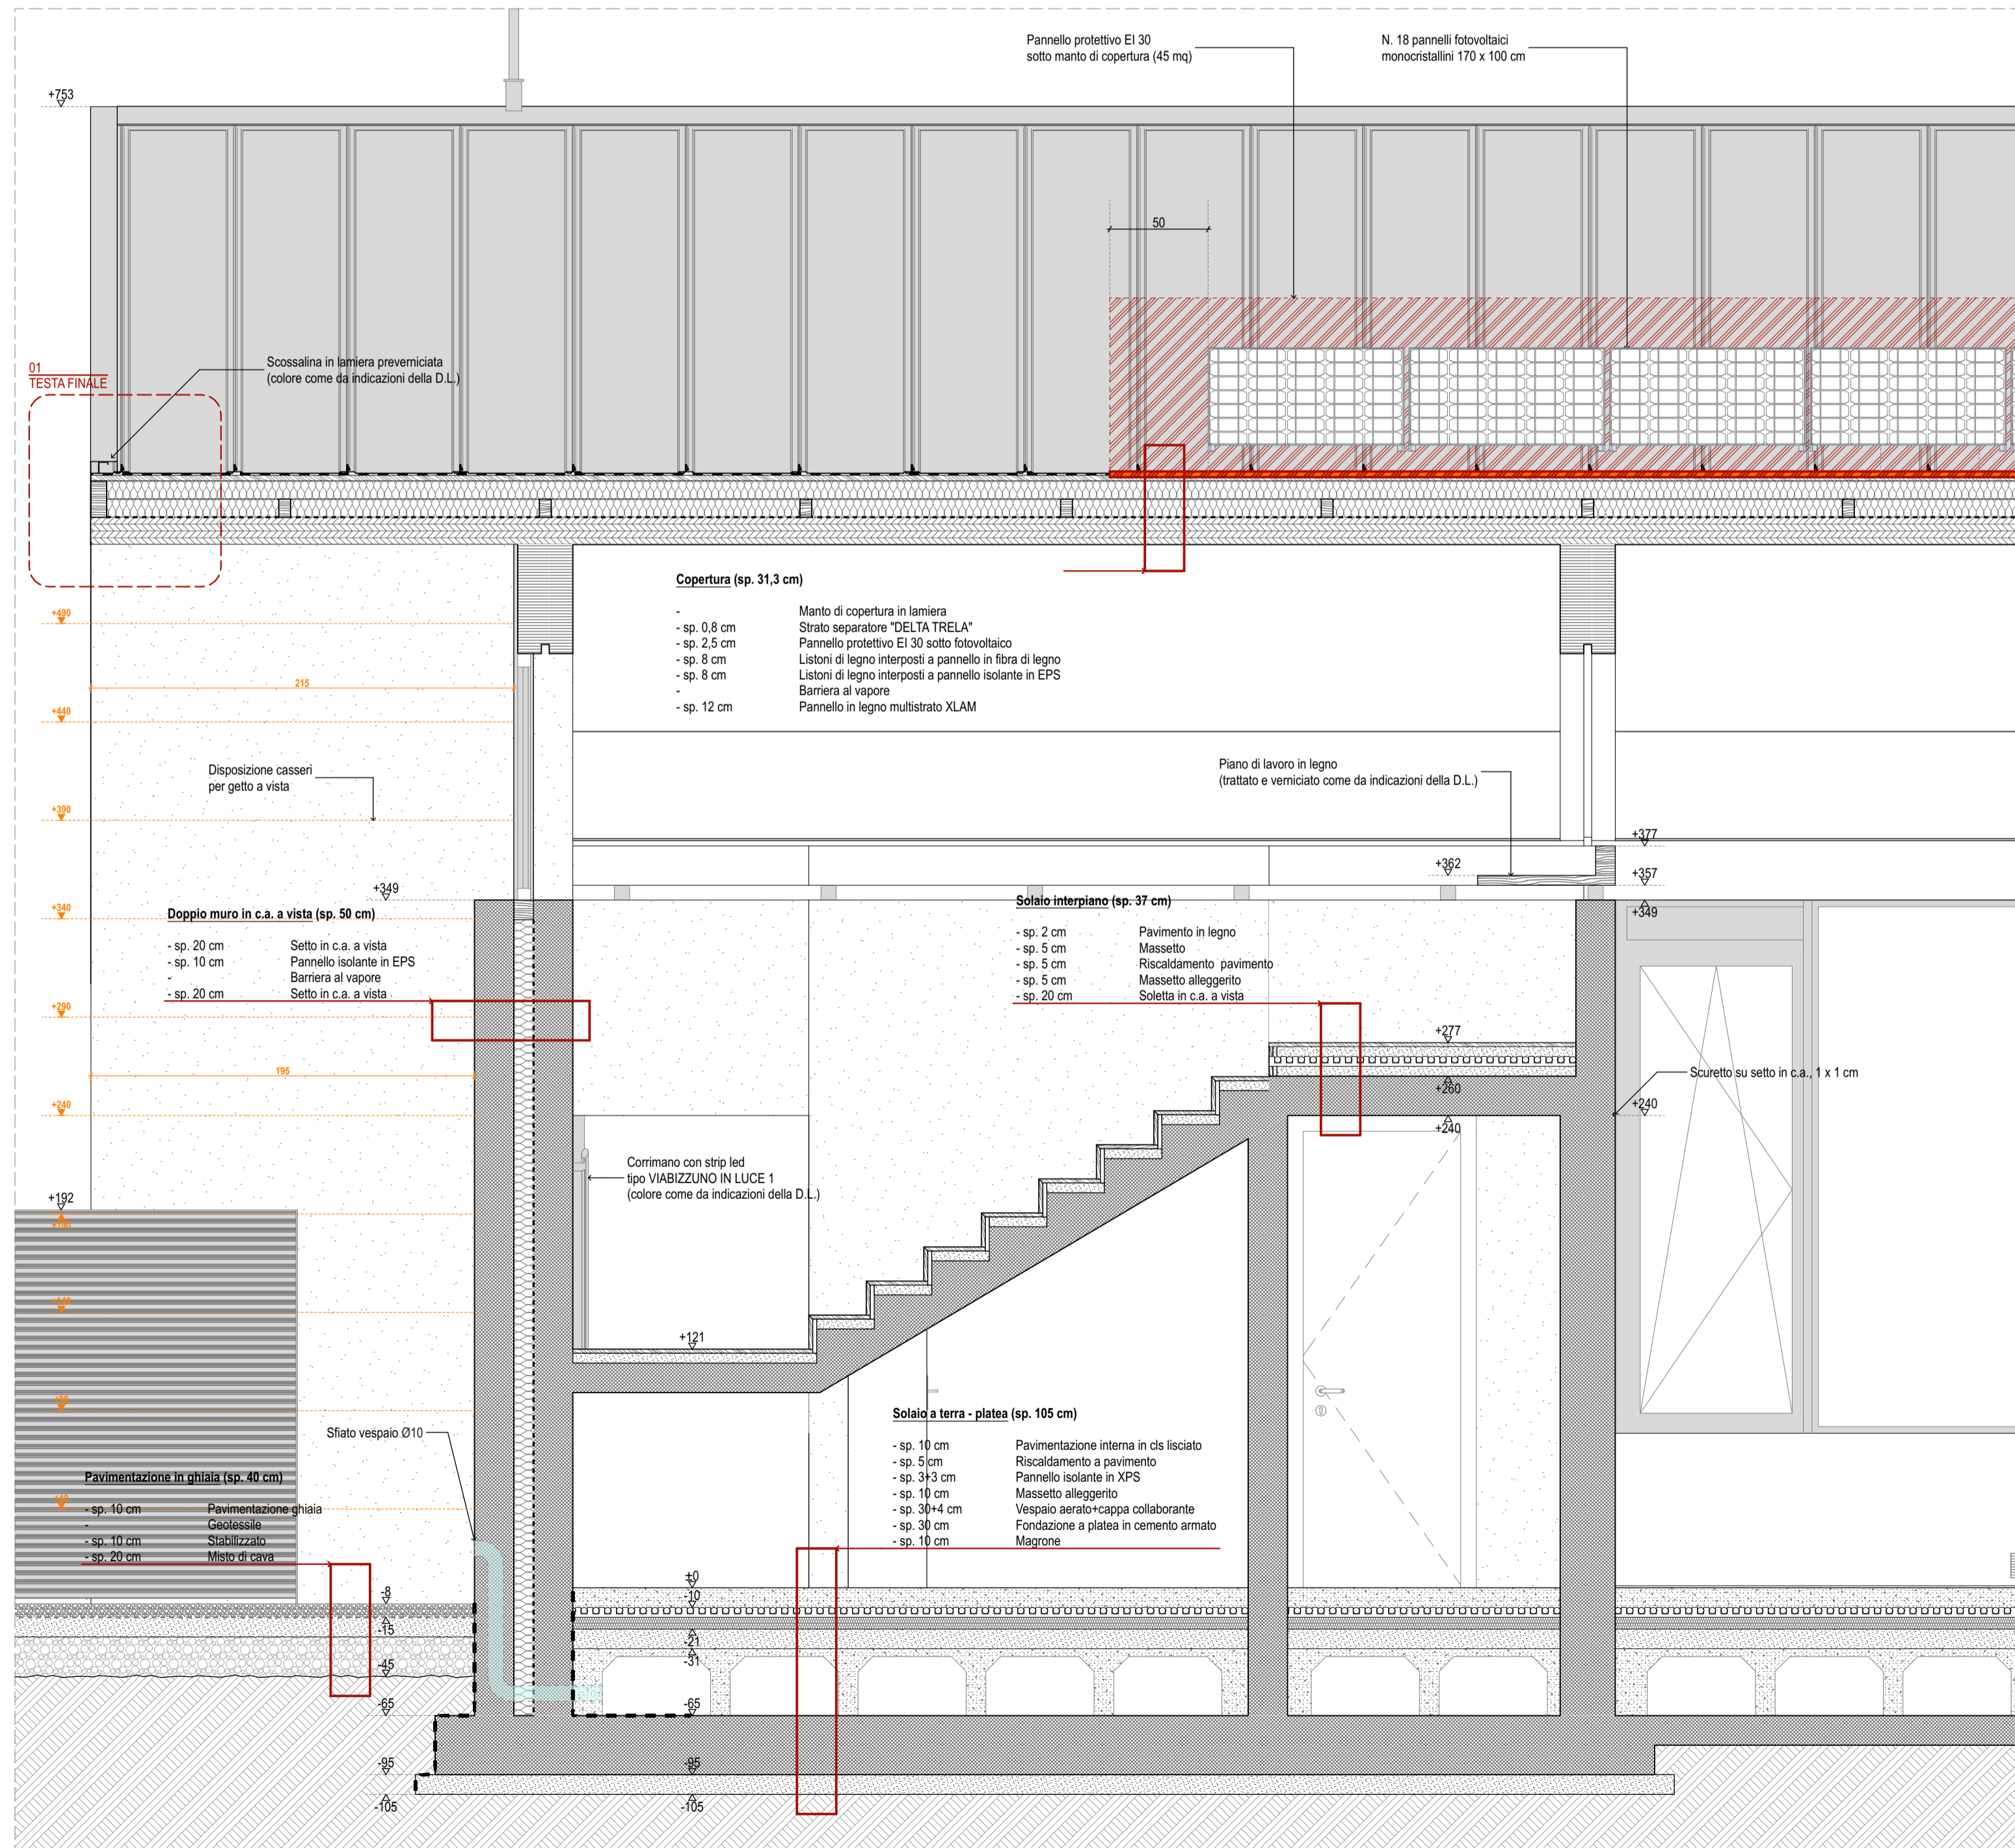 Pannello protettivo EI 30
sotto manto di copertura (45 mq)
N. 18 pannelli fotovoltaici
monocristallini 170 x 100 cm
+753
50
Scossalina in lamiera preverniciata
(colore come da indicazioni della D.L.)
01
TESTA FINALE
Copertura (sp. 31,3 cm)
- Manto di copertura in lamiera
- sp. 0,8 cm Strato separatore "DELTA TRELA"
- sp. 2,5 cm Pannello protettivo EI 30 sotto fotovoltaico
- sp. 8 cm Listoni di legno interposti a pannello in fibra di legno
- sp. 8 cm Listoni di legno interposti a pannello isolante in EPS
- Barriera al vapore
- sp. 12 cm Pannello in legno multistrato XLAM
+490
215
+440
Disposizione casseri
per getto a vista
+390
Piano di lavoro in legno
(trattato e verniciato come da indicazioni della D.L.)
+377
+362
+357
+349
+349
+340
Doppio muro in c.a. a vista (sp. 50 cm)
- sp. 20 cm Setto in c.a. a vista
- sp. 10 cm Pannello isolante in EPS
- Barriera al vapore
- sp. 20 cm Setto in c.a. a vista
Solaio interpiano (sp. 37 cm)
- sp. 2 cm Pavimento in legno
- sp. 5 cm Massetto
- sp. 5 cm Riscaldamento pavimento
- sp. 5 cm Massetto alleggerito
- sp. 20 cm Soletta in c.a. a vista
+290
+277
195
Scuretto su setto in c.a., 1 x 1 cm
+260
+240
+240
+240
Corrimano con strip led
tipo VIABIZZUNO IN LUCE 1
(colore come da indicazioni della D.L.)
+192
+190
+140
+121
+90
Sfiato vespaio Ø10
Solaio a terra - platea (sp. 105 cm)
- sp. 10 cm Pavimentazione interna in cls lisciato
- sp. 5 cm Riscaldamento a pavimento
- sp. 3+3 cm Pannello isolante in XPS
- sp. 10 cm Massetto alleggerito
- sp. 30+4 cm Vespaio aerato+cappa collaborante
- sp. 30 cm Fondazione a platea in cemento armato
- sp. 10 cm Magrone
Pavimentazione in ghiaia (sp. 40 cm)
+40
- sp. 10 cm Pavimentazione ghiaia
- Geotessile
- sp. 10 cm Stabilizzato
- sp. 20 cm Misto di cava
±0
-8
-10
-15
-21
-31
-45
-65
-65
-95
-95
-105
-105